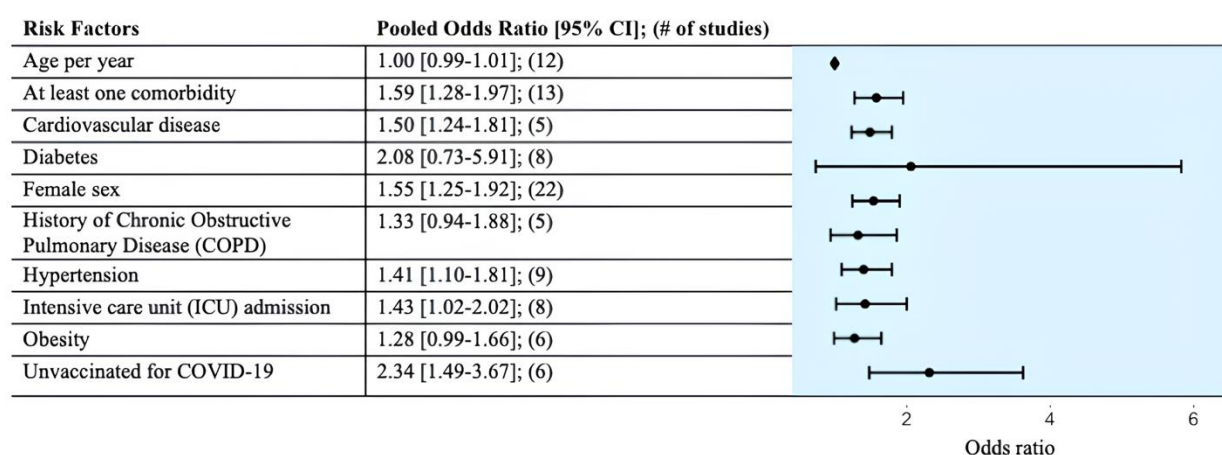 Risk Factors Pooled Odds Ratio [95% CI]; (# of studies)
Age per year 1.00 [0.99-1.01]; (12)
At least one comorbidity 1.59 [1.28-1.97]; (13)
Cardiovascular disease 1.50 [1.24-1.81]; (5)
Diabetes 2.08 [0.73-5.91]; (8)
Female sex 1.55 [1.25-1.92]; (22)
History of Chronic Obstructive 1.33 [0.94-1.88]; (5)
Pulmonary Disease (COPD)
Hypertension 1.41 [1.10-1.81]; (9)
Intensive care unit (ICU) admission 1.43 [1.02-2.02]; (8)
Obesity 1.28 [0.99-1.66]; (6)
Unvaccinated for COVID-19 2.34 [1.49-3.67]; (6)
2 4 6
Odds ratio